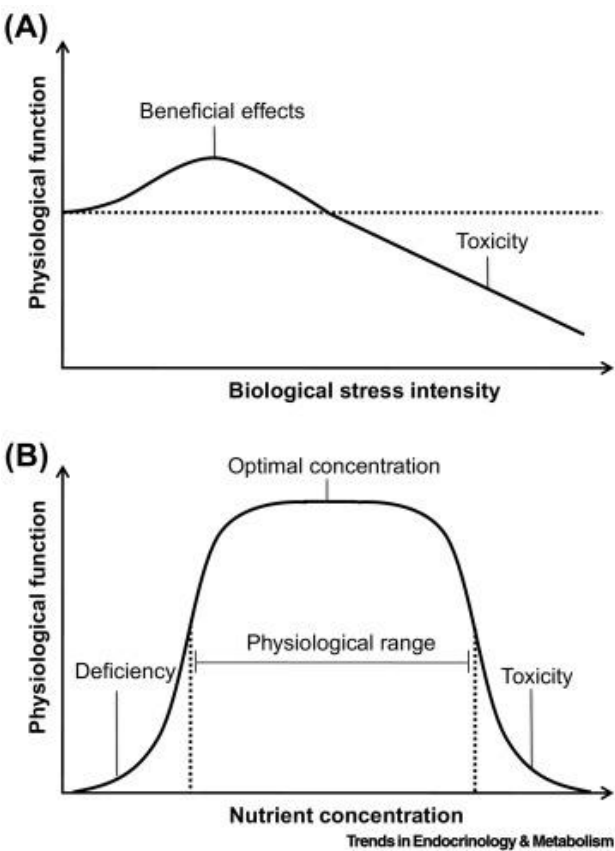 (A)
Physiological function
Beneficial effects
Toxicity
Biological stress intensity
(B)
Physiological function
Optimal concentration
Physiological range
Deficiency
Toxicity
Nutrient concentration
Trends in Endocrinology & Metabolism